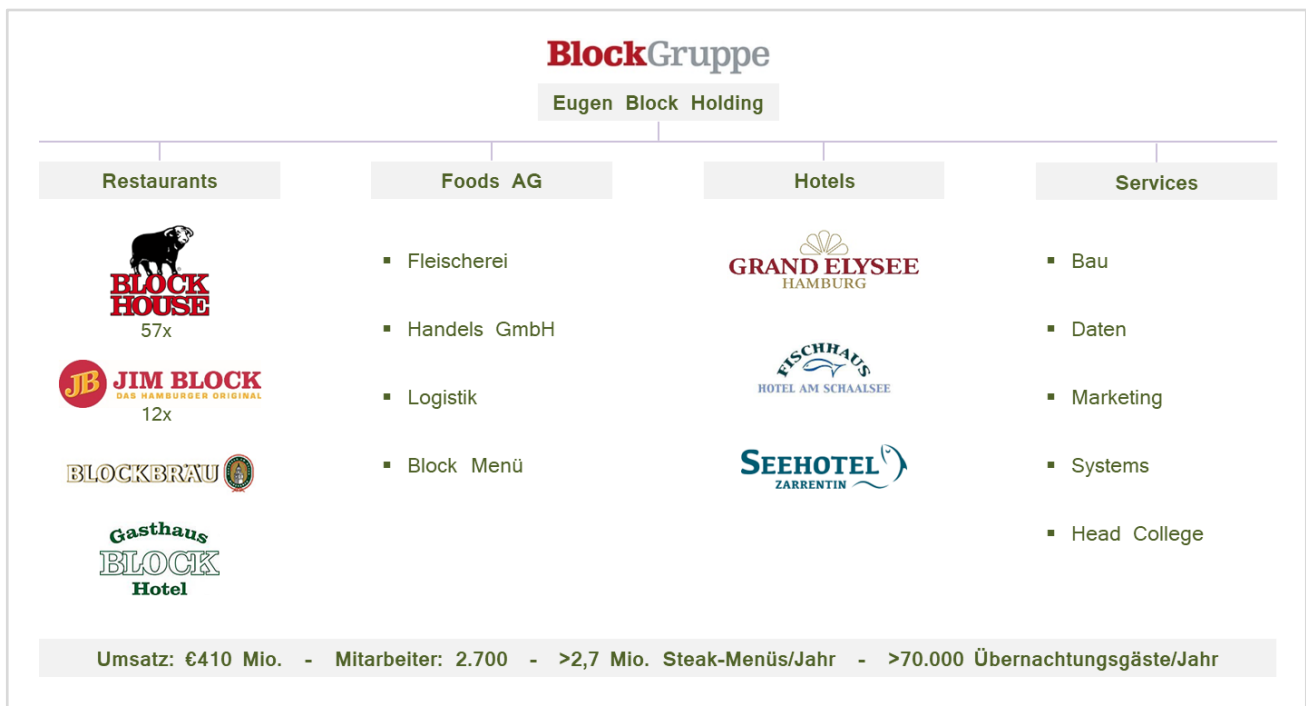 BlockGruppe
Eugen Block Holding
Restaurants
BLOCK
HOUSE
57x
JB JIM BLOCK
DAS HAMBURGER ORIGINAL
12x
BLOCKBRÄU
Gasthaus
BLOCK
Hotel
Foods AG
▪ Fleischerei
▪ Handels GmbH
▪ Logistik
▪ Block Menü
Hotels
GRAND ELYSEE
HAMBURG
FISCHHAUS
HOTEL AM SCHAALSEE
SEEHOTEL
ZARRENTIN
Services
▪ Bau
▪ Daten
▪ Marketing
▪ Systems
▪ Head College
Umsatz: €410 Mio. - Mitarbeiter: 2.700 - >2,7 Mio. Steak-Menüs/Jahr - >70.000 Übernachtungsgäste/Jahr